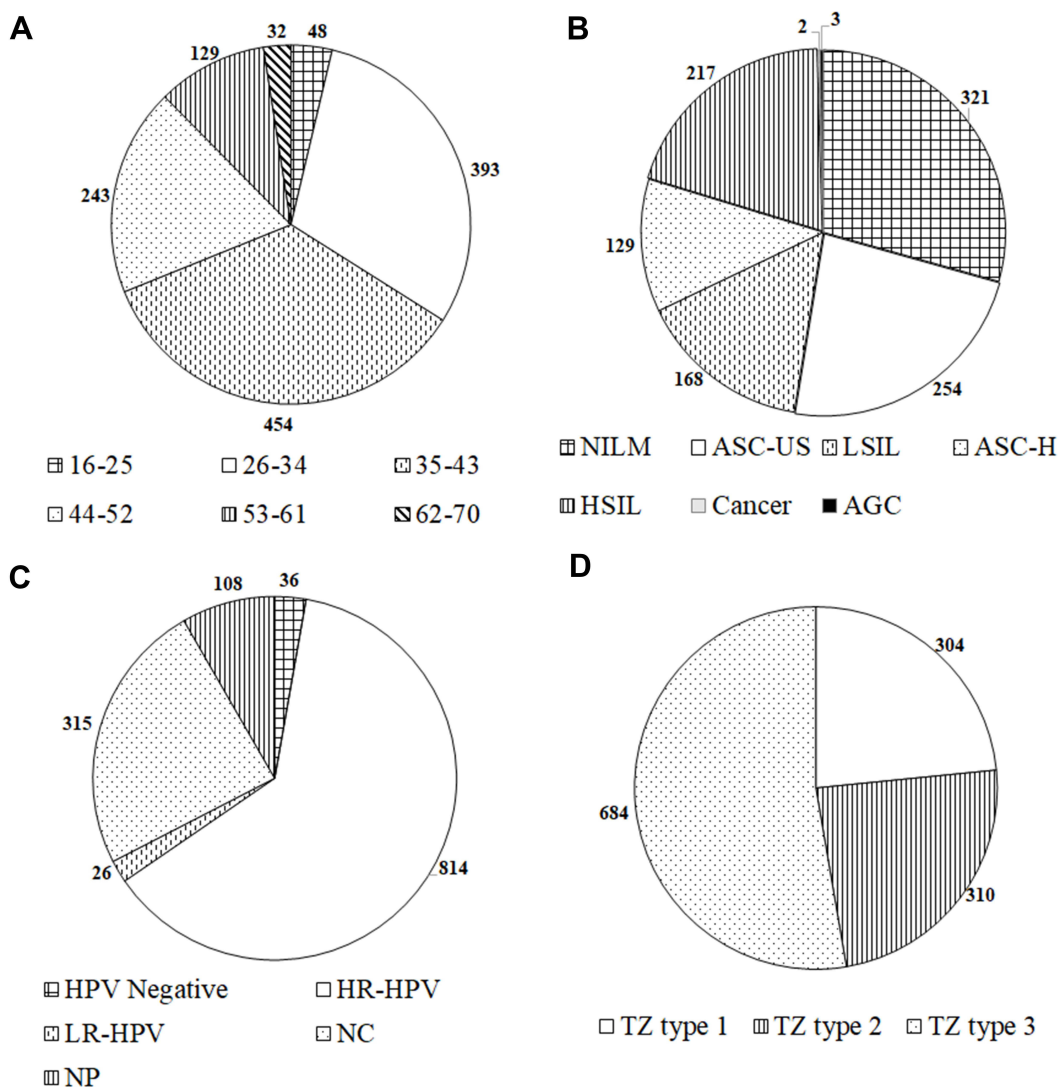 A
32
48
129
393
243
454
16-25 26-34 35-43
44-52 53-61 62-70
B
2
3
217
321
129
168
254
NILM ASC-US LSIL ASC-H
HSIL Cancer AGC
C
108
36
315
26
814
HPV Negative HR-HPV
LR-HPV NC
NP
D
304
684
310
TZ type 1 TZ type 2 TZ type 3